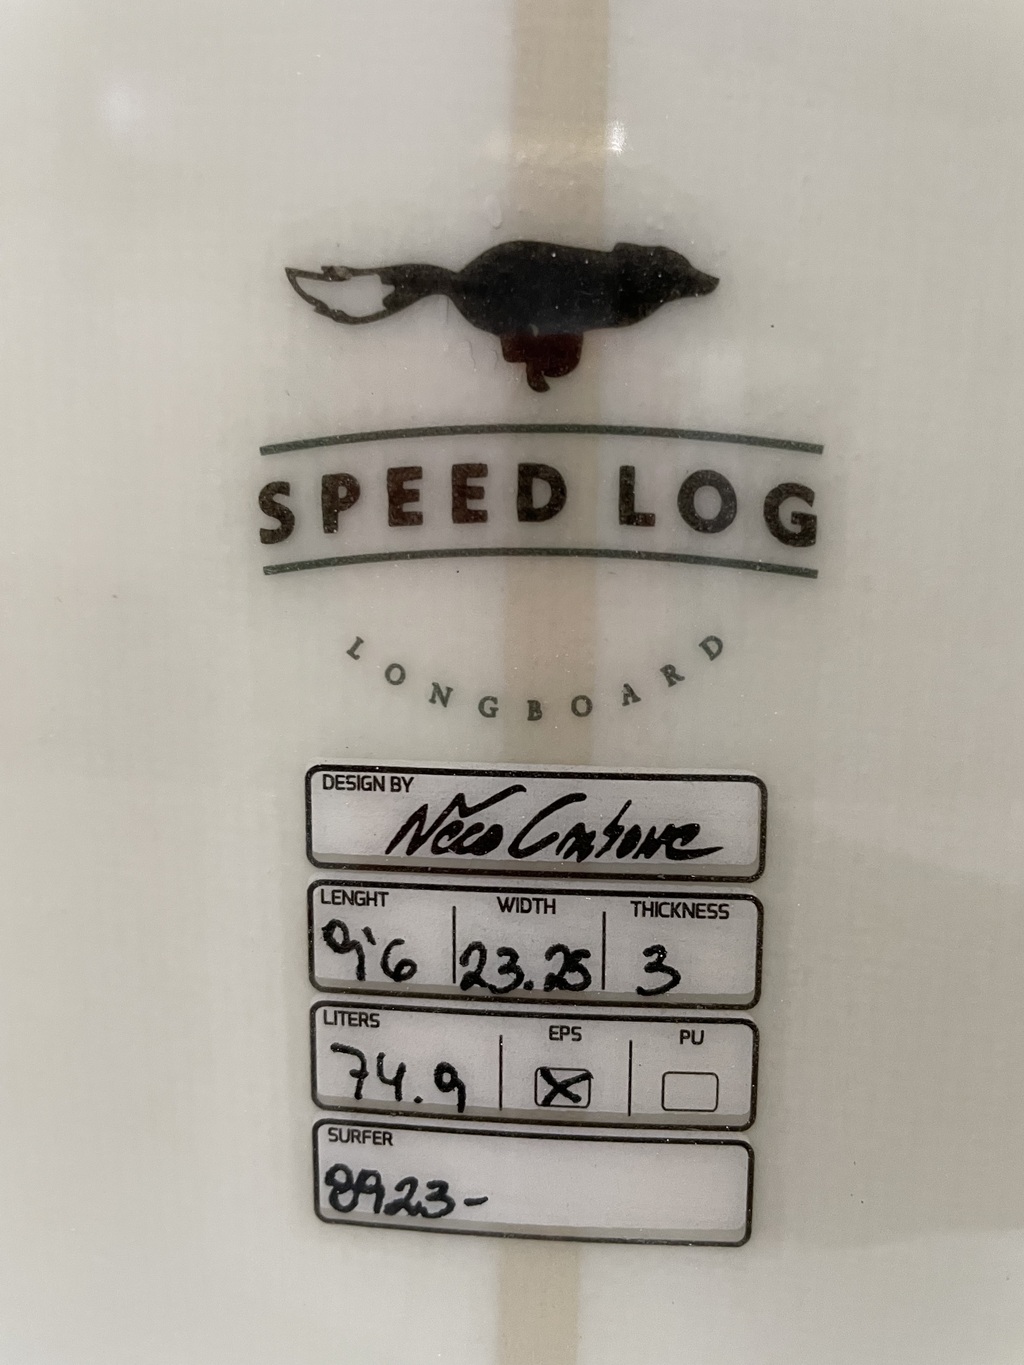 SPEED LOG
LONGBOARD
DESIGN BY
Neco Carbone
LENGHT WIDTH THICKNESS
9'6 23.25 3
LITERS EPS PU
74.9 X
SURFER
8923-